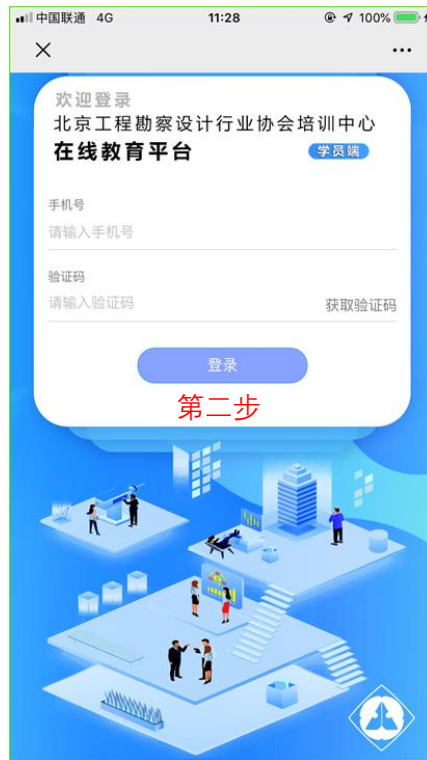 中国联通 4G 11:28 100%
欢迎登录
北京工程勘察设计行业协会培训中心
在线教育平台 学员端
手机号
请输入手机号
验证码
请输入验证码 获取验证码
登录
第二步